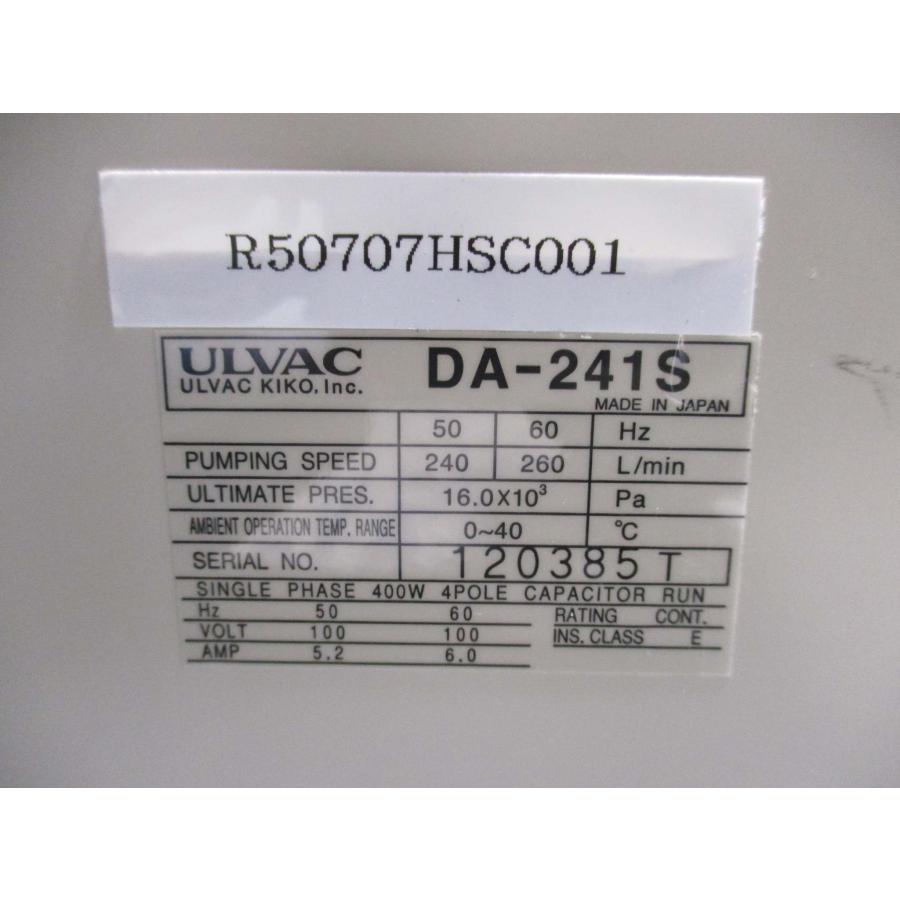 R50707HSC001
ULVAC DA-241S
ULVAC KIKO, Inc.
MADE IN JAPAN
50 60 Hz
PUMPING SPEED 240 260 L/min
ULTIMATE PRES. 16.0X10³ Pa
AMBIENT OPERATION TEMP. RANGE 0~40 °C
SERIAL NO. 120385T
SINGLE PHASE 400W 4POLE CAPACITOR RUN
Hz 50 60 RATING CONT.
VOLT 100 100 INS. CLASS E
AMP 5.2 6.0